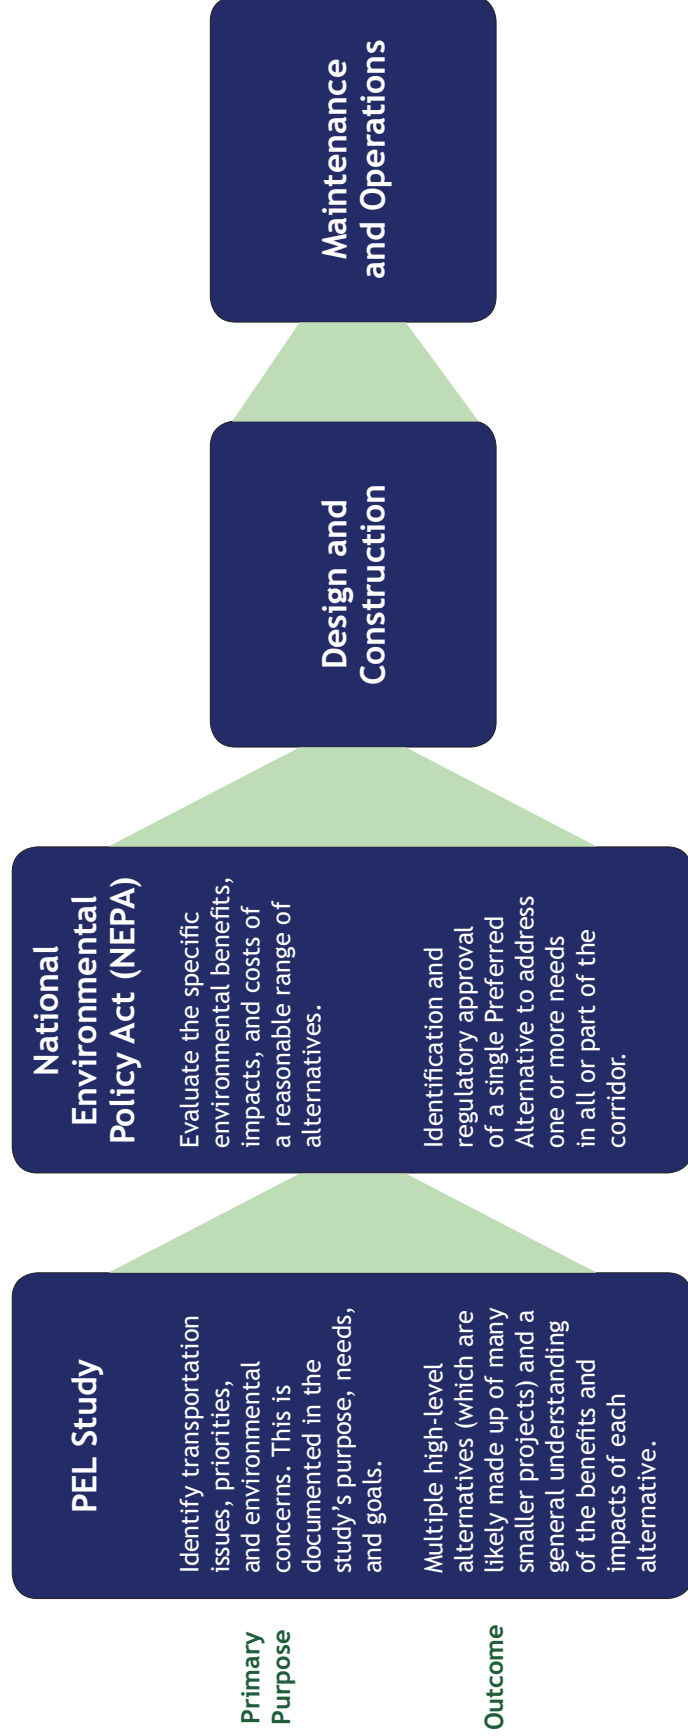 PEL Study
National
Environmental
Policy Act (NEPA)
Design and
Construction
Maintenance
and Operations
Primary
Purpose
Identify transportation
issues, priorities,
and environmental
concerns. This is
documented in the
study’s purpose, needs,
and goals.
Evaluate the specific
environmental benefits,
impacts, and costs of
a reasonable range of
alternatives.
Outcome
Multiple high-level
alternatives (which are
likely made up of many
smaller projects) and a
general understanding
of the benefits and
impacts of each
alternative.
Identification and
regulatory approval
of a single Preferred
Alternative to address
one or more needs
in all or part of the
corridor.